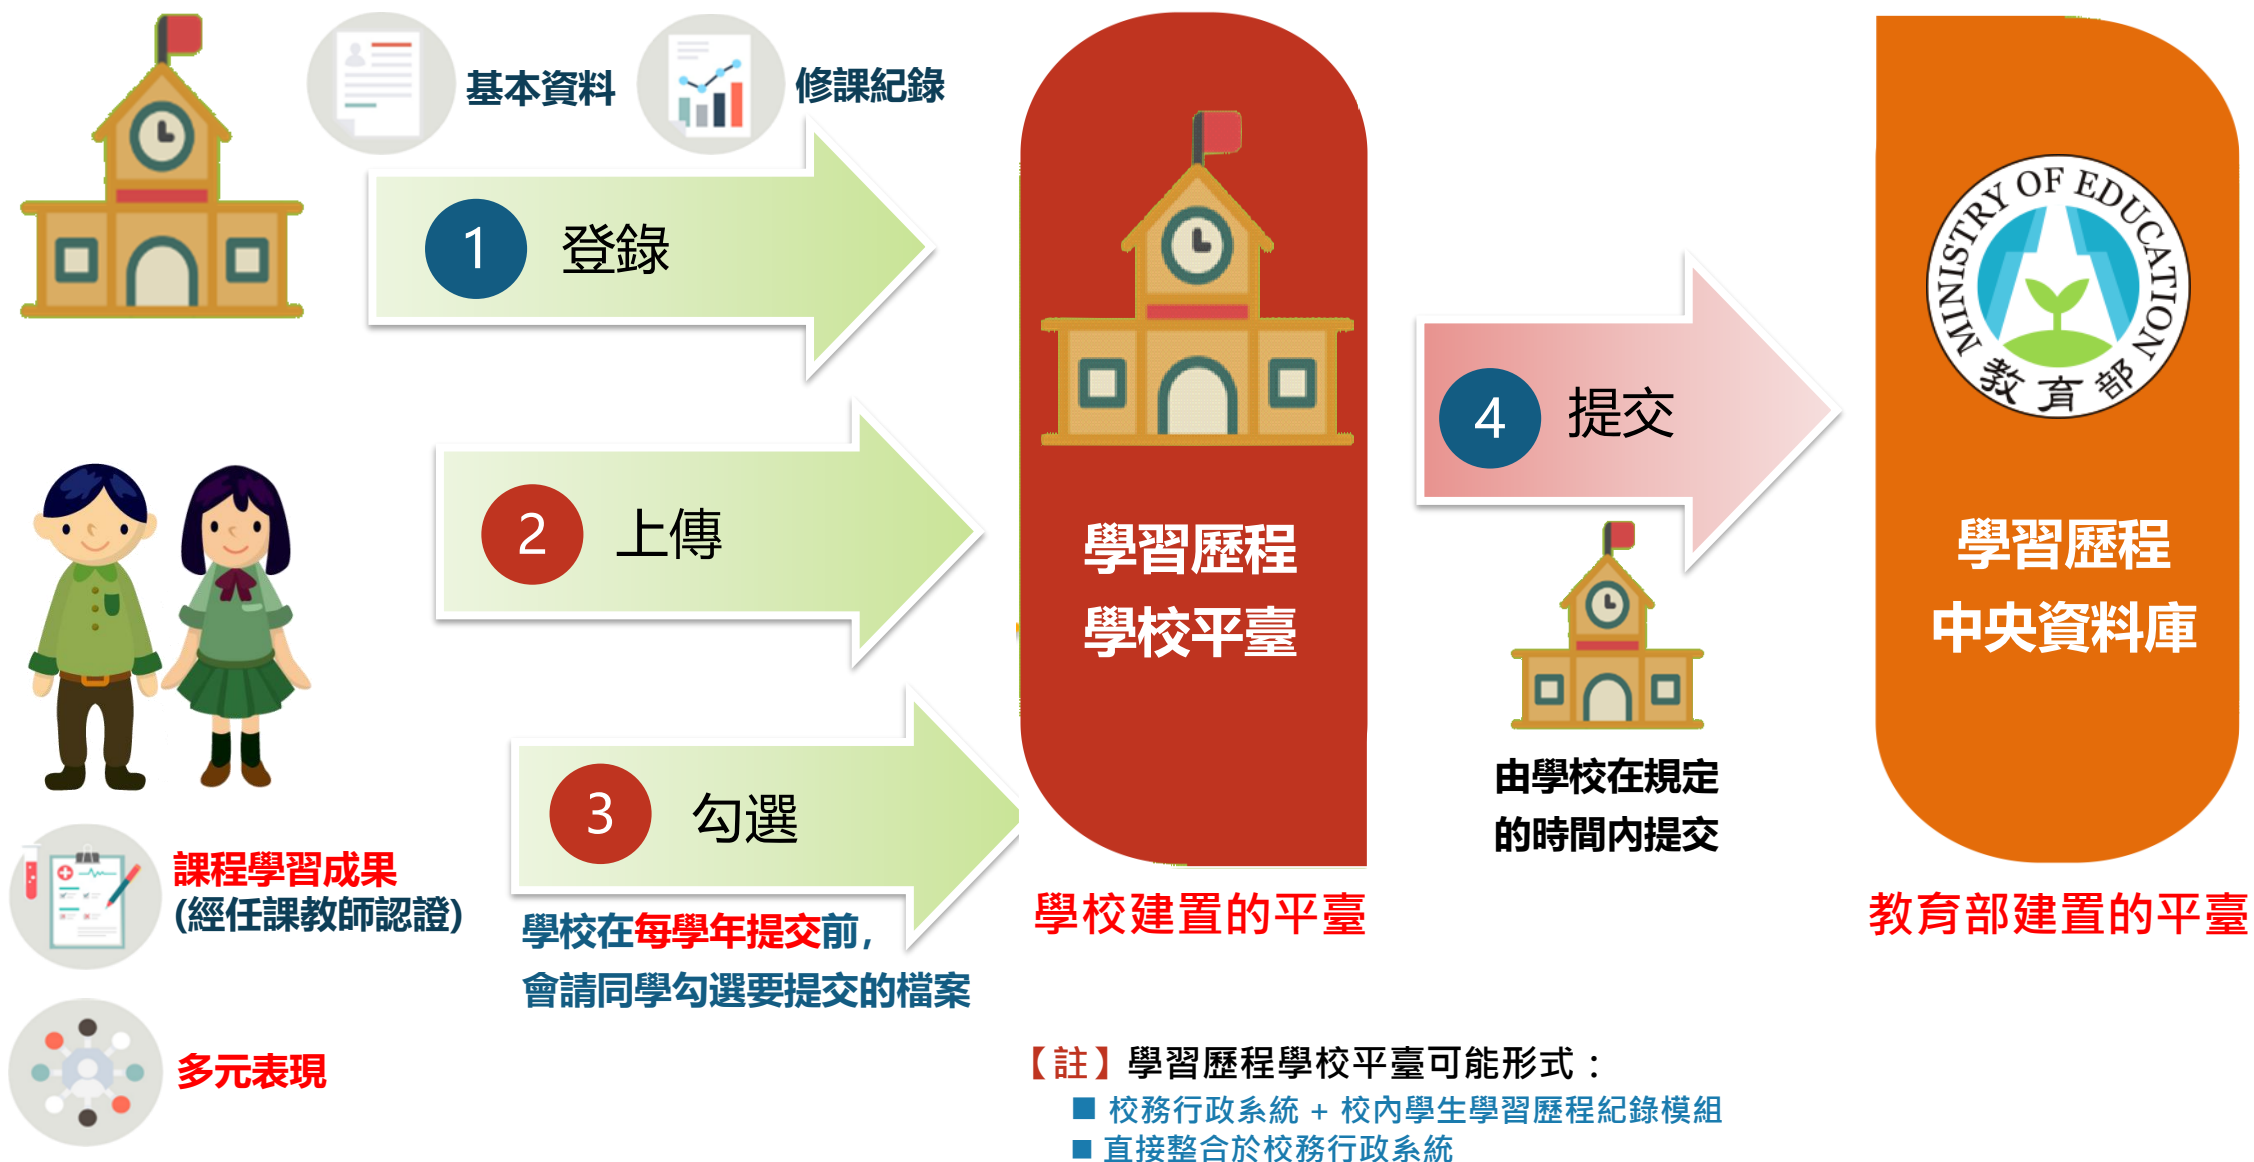 基本資料
修課紀錄
1 登錄
2 上傳
3 勾選
課程學習成果
(經任課教師認證)
多元表現
學校在每學年提交前,
會請同學勾選要提交的檔案
學習歷程
學校平臺
學校建置的平臺
4 提交
由學校在規定
的時間內提交
MINISTRY OF EDUCATION
教育部
學習歷程
中央資料庫
教育部建置的平臺
【註】學習歷程學校平臺可能形式：
■ 校務行政系統 + 校內學生學習歷程紀錄模組
■ 直接整合於校務行政系統